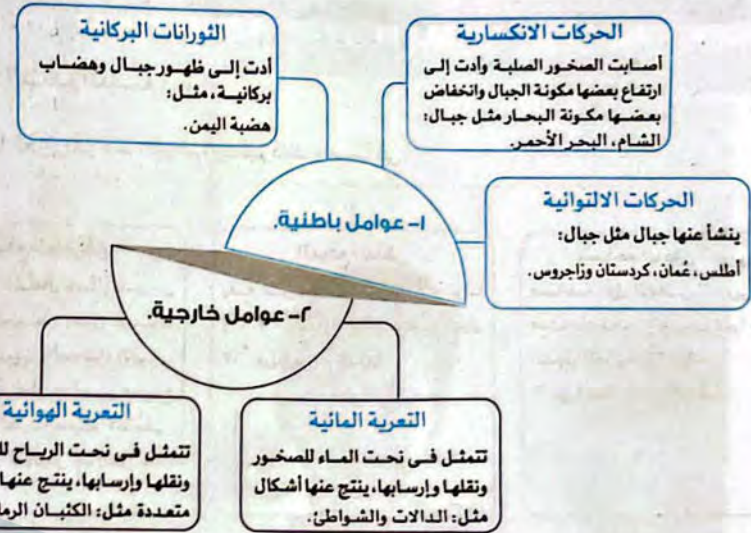 الحركات الانكسارية
أصابت الصخور الصلبة وأدت إلى
ارتفاع بعضها مكونة الجبال وانخفاض
بعضها مكونة البحار مثل جبال:
الشام، البحر الأحمر.
الثورانات البركانية
أدت إلى ظهور جبال وهضاب
بركانية، مثل:
هضبة اليمن.
الحركات الالتوائية
ينشأ عنها جبال مثل جبال:
أطلس، عُمان، كردستان وزاجروس.
١- عوامل باطنية.
٢- عوامل خارجية.
التعرية المائية
تتمثل فى نحت الماء للصخور
ونقلها وإرسابها، ينتج عنها أشكال
مثل: الدالات والشواطئ.
التعرية الهوائية
تتمثل فى نحت الرياح
ونقلها وإرسابها، ينتج عنها
متعددة مثل: الكثبان